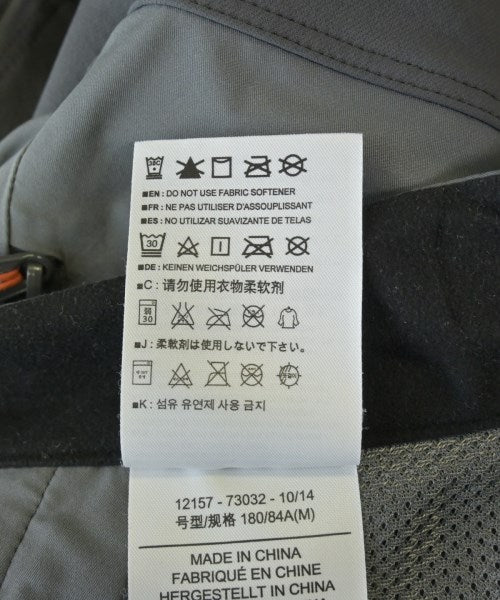 30C
■EN : DO NOT USE FABRIC SOFTENER
■FR : NE PAS UTILISER D'ASSOUPLISSANT
■ES : NO UTILIZAR SUAVIZANTE DE TELAS
30
■DE : KEINEN WEICHSPÜLER VERWENDEN
■C : 请勿使用衣物柔软剂
弱
30
■J : 柔軟剤は使用しないで下さい。
■K : 섬유 유연제 사용 금지
12157 - 73032 - 10/14
号型/规格 180/84A(M)
MADE IN CHINA
FABRIQUÉ EN CHINE
HERGESTELLT IN CHINA